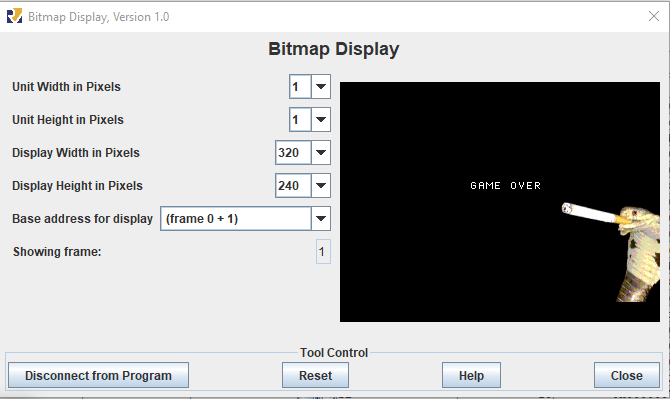 Bitmap Display, Version 1.0
Bitmap Display
Unit Width in Pixels 1
Unit Height in Pixels 1
Display Width in Pixels 320
Display Height in Pixels 240
Base address for display (frame 0 + 1)
Showing frame: 1
GAME OVER
Tool Control
Disconnect from Program Reset Help Close